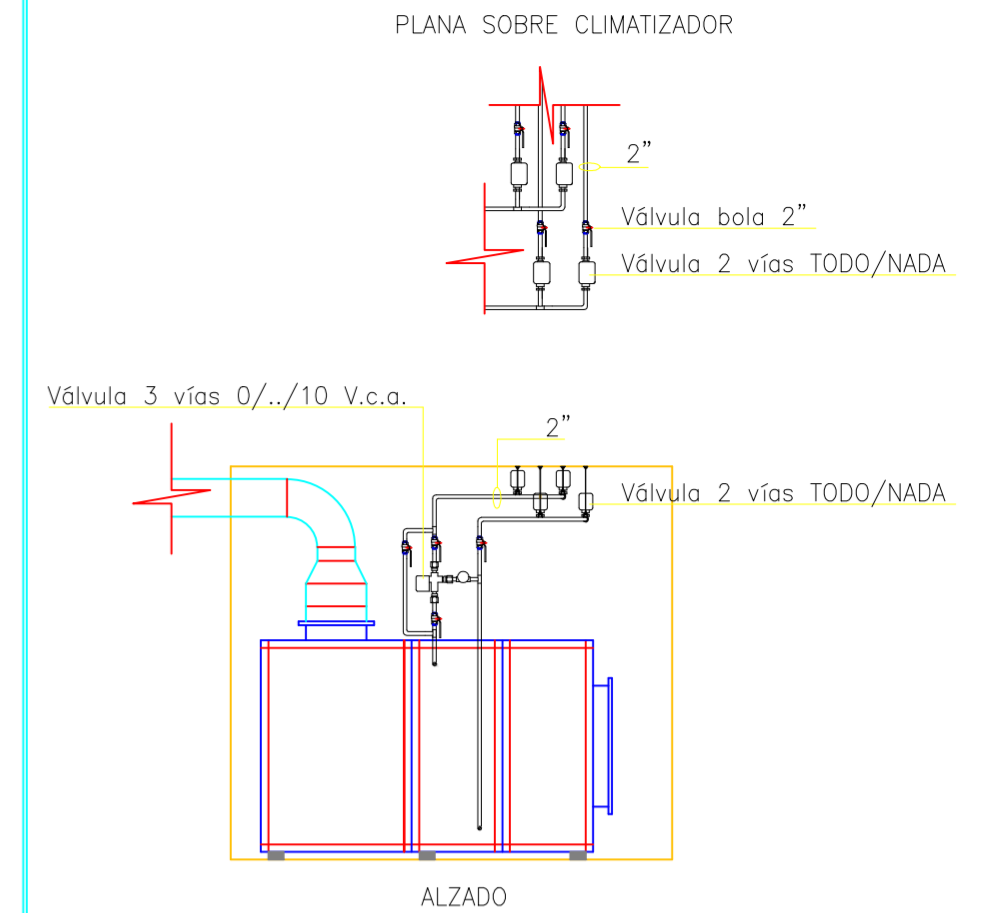 PLANA SOBRE CLIMATIZADOR
2”
Válvula bola 2”
Válvula 2 vías TODO/NADA
Válvula 3 vías 0/../10 V.c.a.
2”
Válvula 2 vías TODO/NADA
ALZADO